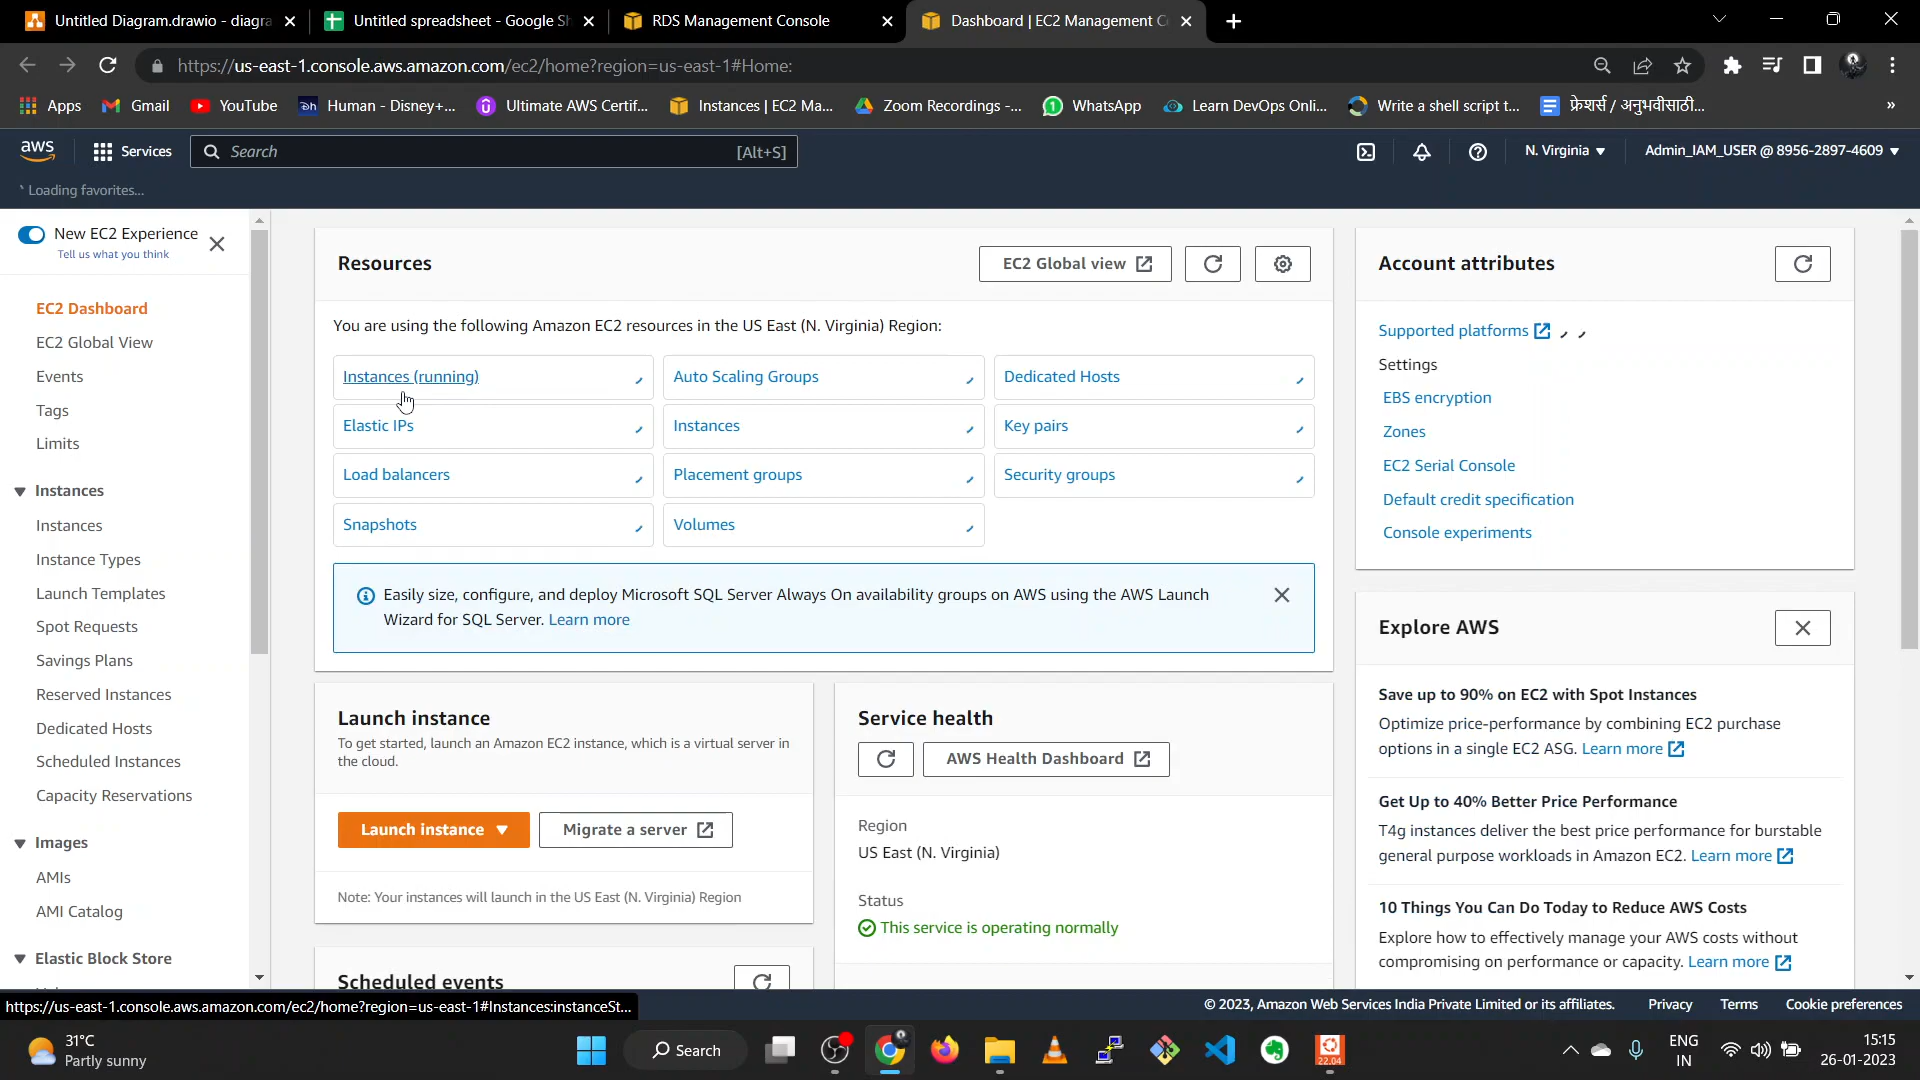 Untitled Diagram.drawio - diagra
Untitled spreadsheet - Google Sh
RDS Management Console
Dashboard | EC2 Management C
https://us-east-1.console.aws.amazon.com/ec2/home?region=us-east-1#Home:
Apps
Gmail
YouTube
Human - Disney+...
Ultimate AWS Certif...
Instances | EC2 Ma...
Zoom Recordings -...
WhatsApp
Learn DevOps Onli...
Write a shell script t...
फ्रेशर्स / अनुभवीसाठी...
»
aws
Services
Search
[Alt+S]
N. Virginia
Admin_IAM_USER @ 8956-2897-4609
Loading favorites...
New EC2 Experience
Tell us what you think
EC2 Dashboard
EC2 Global View
Events
Tags
Limits
Instances
Instances
Instance Types
Launch Templates
Spot Requests
Savings Plans
Reserved Instances
Dedicated Hosts
Scheduled Instances
Capacity Reservations
Images
AMIs
AMI Catalog
Elastic Block Store
Resources
EC2 Global view
You are using the following Amazon EC2 resources in the US East (N. Virginia) Region:
Instances (running)
Auto Scaling Groups
Dedicated Hosts
Elastic IPs
Instances
Key pairs
Load balancers
Placement groups
Security groups
Snapshots
Volumes
Easily size, configure, and deploy Microsoft SQL Server Always On availability groups on AWS using the AWS Launch
Wizard for SQL Server. Learn more
Launch instance
To get started, launch an Amazon EC2 instance, which is a virtual server in
the cloud.
Launch instance
Migrate a server
Note: Your instances will launch in the US East (N. Virginia) Region
Scheduled events
Service health
AWS Health Dashboard
Region
US East (N. Virginia)
Status
This service is operating normally
Account attributes
Supported platforms
Settings
EBS encryption
Zones
EC2 Serial Console
Default credit specification
Console experiments
Explore AWS
Save up to 90% on EC2 with Spot Instances
Optimize price-performance by combining EC2 purchase
options in a single EC2 ASG. Learn more
Get Up to 40% Better Price Performance
T4g instances deliver the best price performance for burstable
general purpose workloads in Amazon EC2. Learn more
10 Things You Can Do Today to Reduce AWS Costs
Explore how to effectively manage your AWS costs without
compromising on performance or capacity. Learn more
https://us-east-1.console.aws.amazon.com/ec2/home?region=us-east-1#Instances:instanceSt...
© 2023, Amazon Web Services India Private Limited or its affiliates.
Privacy
Terms
Cookie preferences
31°C
Partly sunny
Search
22.04
ENG
IN
15:15
26-01-2023